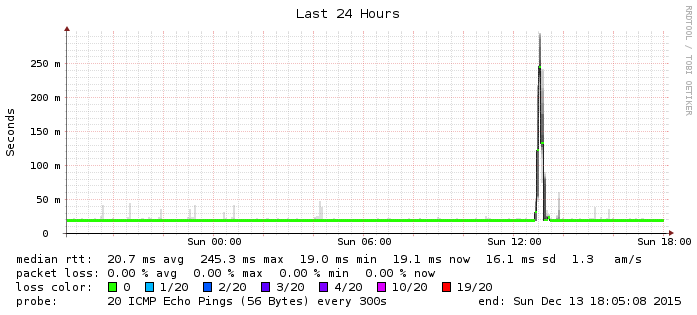 Last 24 Hours
RRDTOOL / TOBI OETIKER
Seconds
250 m
200 m
150 m
100 m
50 m
0
Sun 00:00 Sun 06:00 Sun 12:00 Sun 18:00
median rtt: 20.7 ms avg 245.3 ms max 19.0 ms min 19.1 ms now 16.1 ms sd 1.3 am/s
packet loss: 0.00 % avg 0.00 % max 0.00 % min 0.00 % now
loss color: 0 1/20 2/20 3/20 4/20 10/20 19/20
probe: 20 ICMP Echo Pings (56 Bytes) every 300s end: Sun Dec 13 18:05:08 2015